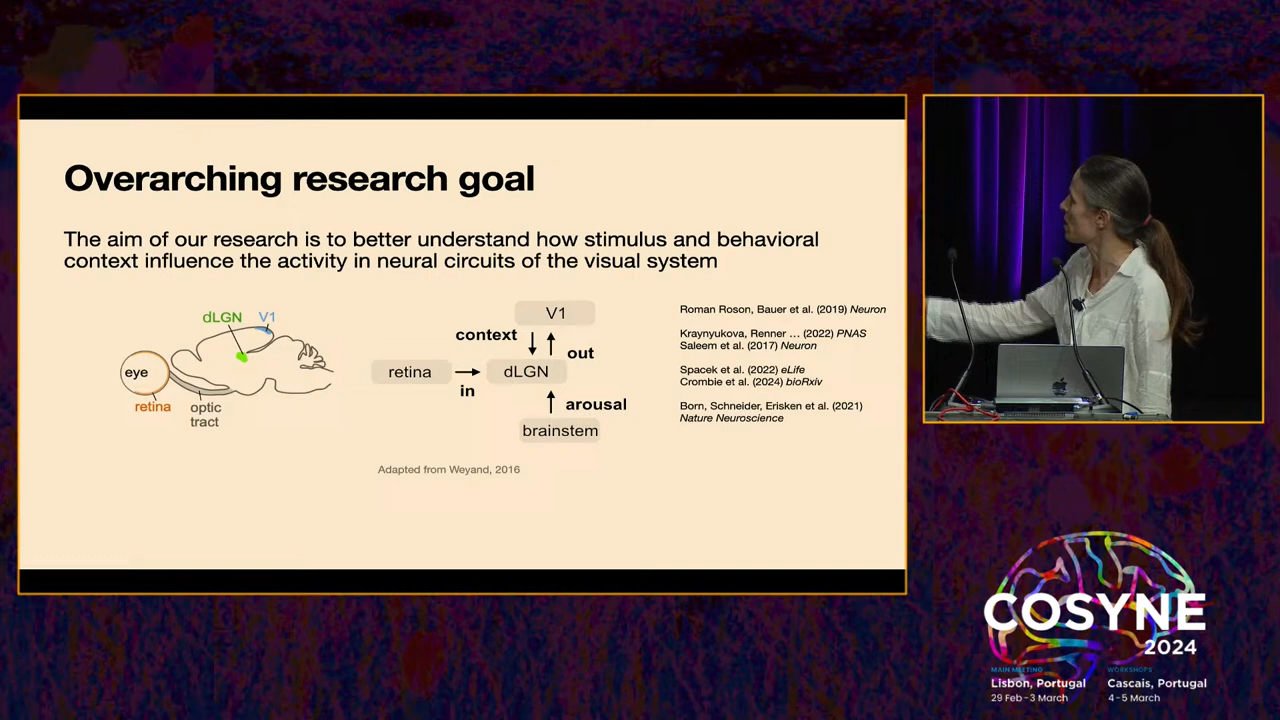 Overarching research goal
The aim of our research is to better understand how stimulus and behavioral
context influence the activity in neural circuits of the visual system
dLGN
V1
eye
retina
optic
tract
V1
context
out
retina
dLGN
in
arousal
brainstem
Adapted from Weyand, 2016
Roman Roson, Bauer et al. (2019) Neuron
Kraynyukova, Renner ... (2022) PNAS
Saleem et al. (2017) Neuron
Spacek et al. (2022) eLife
Crombie et al. (2024) bioRxiv
Born, Schneider, Erisken et al. (2021)
Nature Neuroscience
COSYNE
2024
MAIN MEETING
Lisbon, Portugal
29 Feb - 3 March
WORKSHOPS
Cascais, Portugal
4 - 5 March